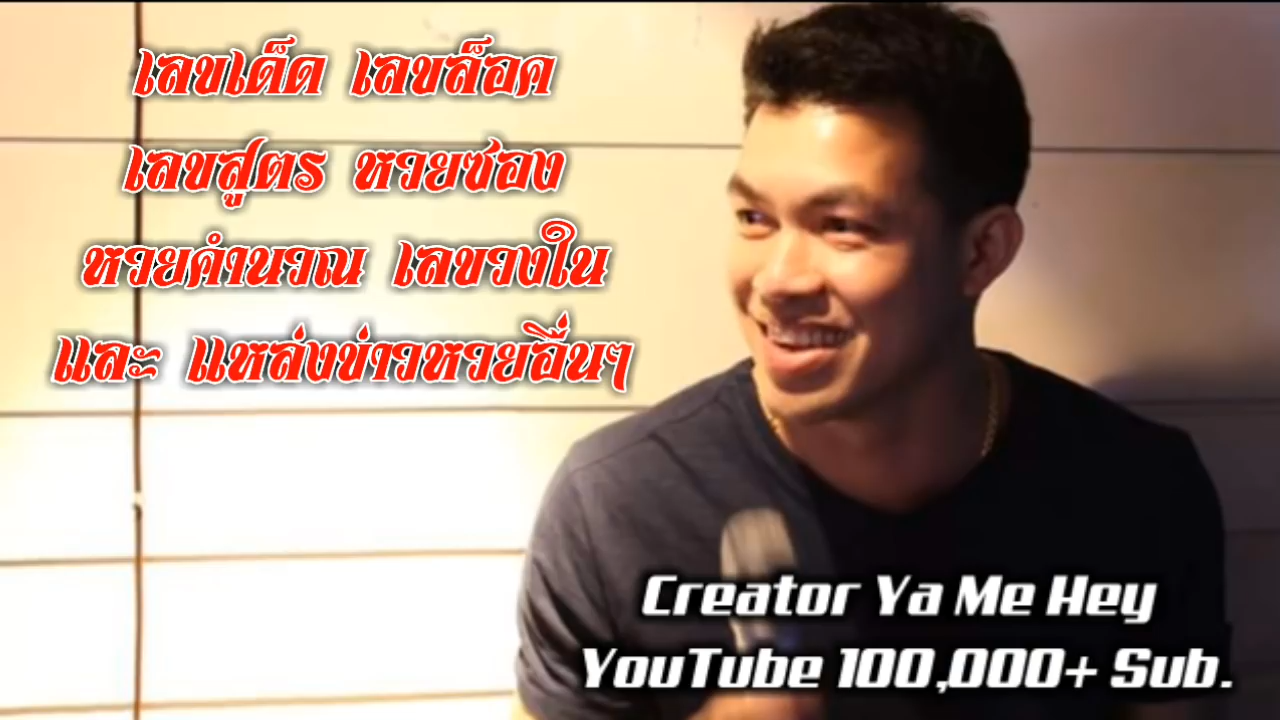 เลขเด็ด เลขล็อค
เลขสูตร หวยซอง
หวยคำนวณ เลขวงใน
และ แหล่งข่าวหวยอื่นๆ
Creator Ya Me Hey
YouTube 100,000+ Sub.